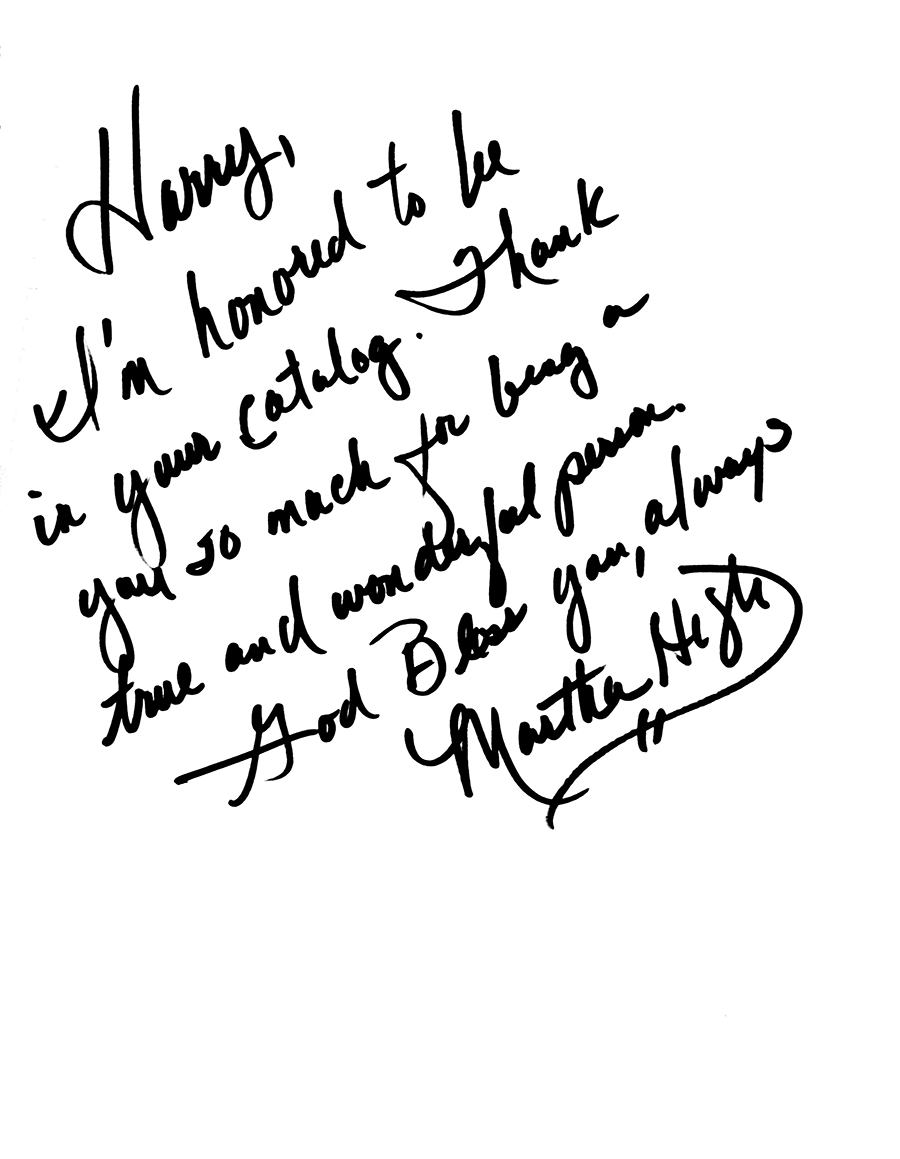 Harry,
I'm honored to be
in your catalog. Thank
you so much for being a
true and wonderful person.
God Bless you, always
Martha High